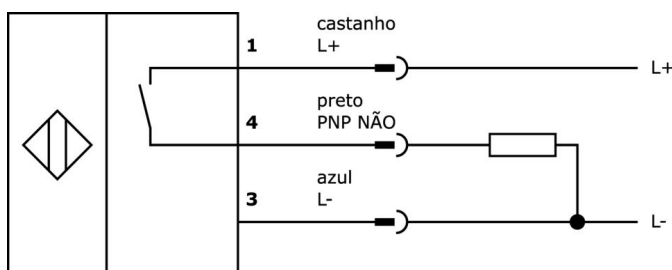 castanho
1 L+
L+
preto
4 PNP NÃO
azul
3 L-
L-